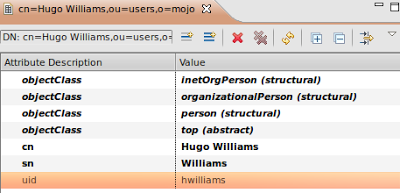 cn=Hugo Williams,ou=users,o=mojo
DN: cn=Hugo Williams,ou=users,o=
Attribute Description Value
objectClass inetOrgPerson (structural)
objectClass organizationalPerson (structural)
objectClass person (structural)
objectClass top (abstract)
cn Hugo Williams
sn Williams
uid hwilliams